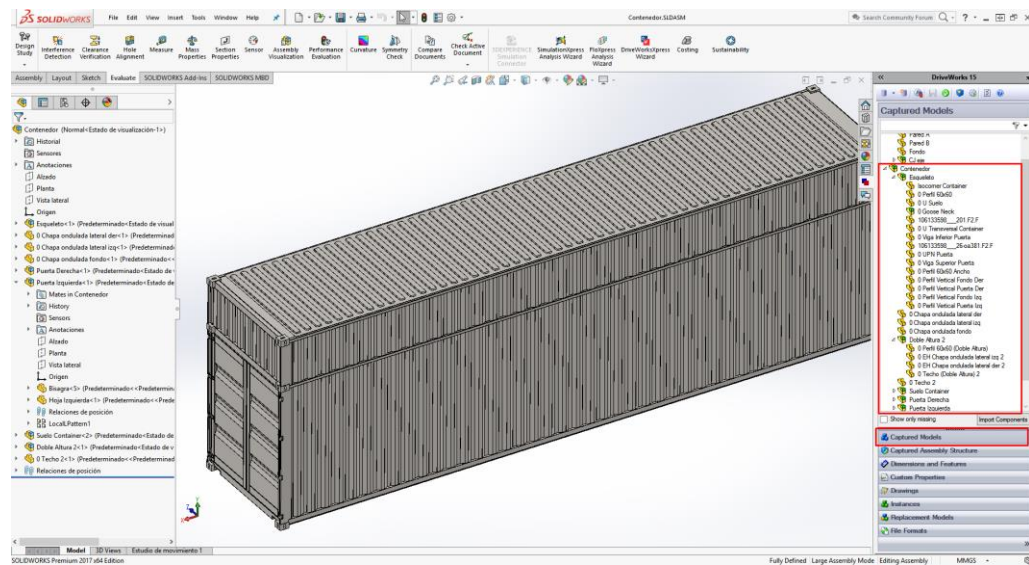 SOLIDWORKS File Edit View Insert Tools Window Help
Contenedor.SLDASM
Search Community Forum
Design Study
Interference Detection
Clearance Verification
Hole Alignment
Measure
Mass Properties
Section Properties
Sensor
Assembly Visualization
Performance Evaluation
Curvature
Symmetry Check
Compare Documents
Check Active Document
3DEXPERIENCE Simulation Connector
SimulationXpress Analysis Wizard
FloXpress Analysis Wizard
DriveWorksXpress Wizard
Costing
Sustainability
Assembly Layout Sketch Evaluate SOLIDWORKS Add-Ins SOLIDWORKS MBD
Contenedor (Normal<Estado de visualización-1>)
Historial
Sensores
Anotaciones
Alzado
Planta
Vista lateral
Origen
Esqueleto<1> (Predeterminado<Estado de visual
0 Chapa ondulada lateral der<1> (Predeterminad
0 Chapa ondulada lateral izq<1> (Predeterminad
0 Chapa ondulada fondo<1> (Predeterminado<
Puerta Derecha<1> (Predeterminado<Estado de
Puerta Izquierda<1> (Predeterminado<Estado de
Mates in Contenedor
History
Sensors
Anotaciones
Alzado
Planta
Vista lateral
Origen
Bisagra<3> (Predeterminado<<Predetermin
Hoja Izquierda<1> (Predeterminado<<Prede
Relaciones de posición
LocalLPattern1
Suelo Container<2> (Predeterminado<Estado de
Doble Altura 2<1> (Predeterminado<Estado de v
0 Techo 2<1> (Predeterminado<<Predeterminad
Relaciones de posición
DriveWorks 15
Captured Models
Pared A
Pared B
Fondo
CJ eje
Contenedor
Esqueleto
Isocorner Container
0 Perfil 60x60
0 U Suelo
0 Goose Neck
106133598__201.F2.F
0 U Transversal Container
0 Viga Inferior Puerta
0 UPN Puerta
0 Viga Superior Puerta
0 Perfil 60x60 Ancho
0 Perfil Vertical Fondo Der
0 Perfil Vertical Puerta Der
0 Perfil Vertical Fondo Izq
0 Perfil Vertical Puerta Izq
0 Chapa ondulada lateral der
0 Chapa ondulada lateral izq
0 Chapa ondulada fondo
Doble Altura 2
0 Perfil 60x60 (Doble Altura)
0 EH Chapa ondulada lateral izq 2
0 EH Chapa ondulada lateral der 2
0 Techo (Doble Altura) 2
0 Techo 2
Suelo Container
Puerta Derecha
Puerta Izquierda
Show only missing Import Components
Captured Models
Captured Assembly Structure
Dimensions and Features
Custom Properties
Drawings
Instances
Replacement Models
File Formats
Model 3D Views Estudio de movimiento 1
SOLIDWORKS Premium 2017 x64 Edition
Fully Defined Large Assembly Mode Editing Assembly MMGS